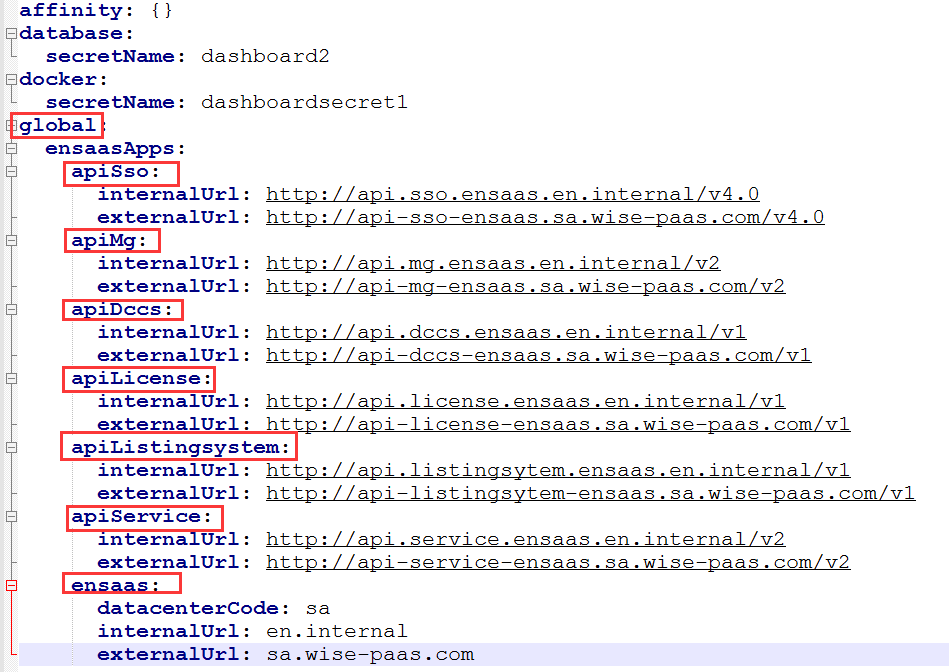 affinity: {}
database:
secretName: dashboard2
docker:
secretName: dashboardsecret1
global:
ensaasApps:
apiSso:
internalUrl: http://api.sso.ensaas.en.internal/v4.0
externalUrl: http://api-sso-ensaas.sa.wise-paas.com/v4.0
apiMg:
internalUrl: http://api.mg.ensaas.en.internal/v2
externalUrl: http://api-mg-ensaas.sa.wise-paas.com/v2
apiDccs:
internalUrl: http://api.dccs.ensaas.en.internal/v1
externalUrl: http://api-dccs-ensaas.sa.wise-paas.com/v1
apiLicense:
internalUrl: http://api.license.ensaas.en.internal/v1
externalUrl: http://api-license-ensaas.sa.wise-paas.com/v1
apiListingsystem:
internalUrl: http://api.listingsytem.ensaas.en.internal/v1
externalUrl: http://api-listingsytem-ensaas.sa.wise-paas.com/v1
apiService:
internalUrl: http://api.service.ensaas.en.internal/v2
externalUrl: http://api-service-ensaas.sa.wise-paas.com/v2
ensaas:
datacenterCode: sa
internalUrl: en.internal
externalUrl: sa.wise-paas.com